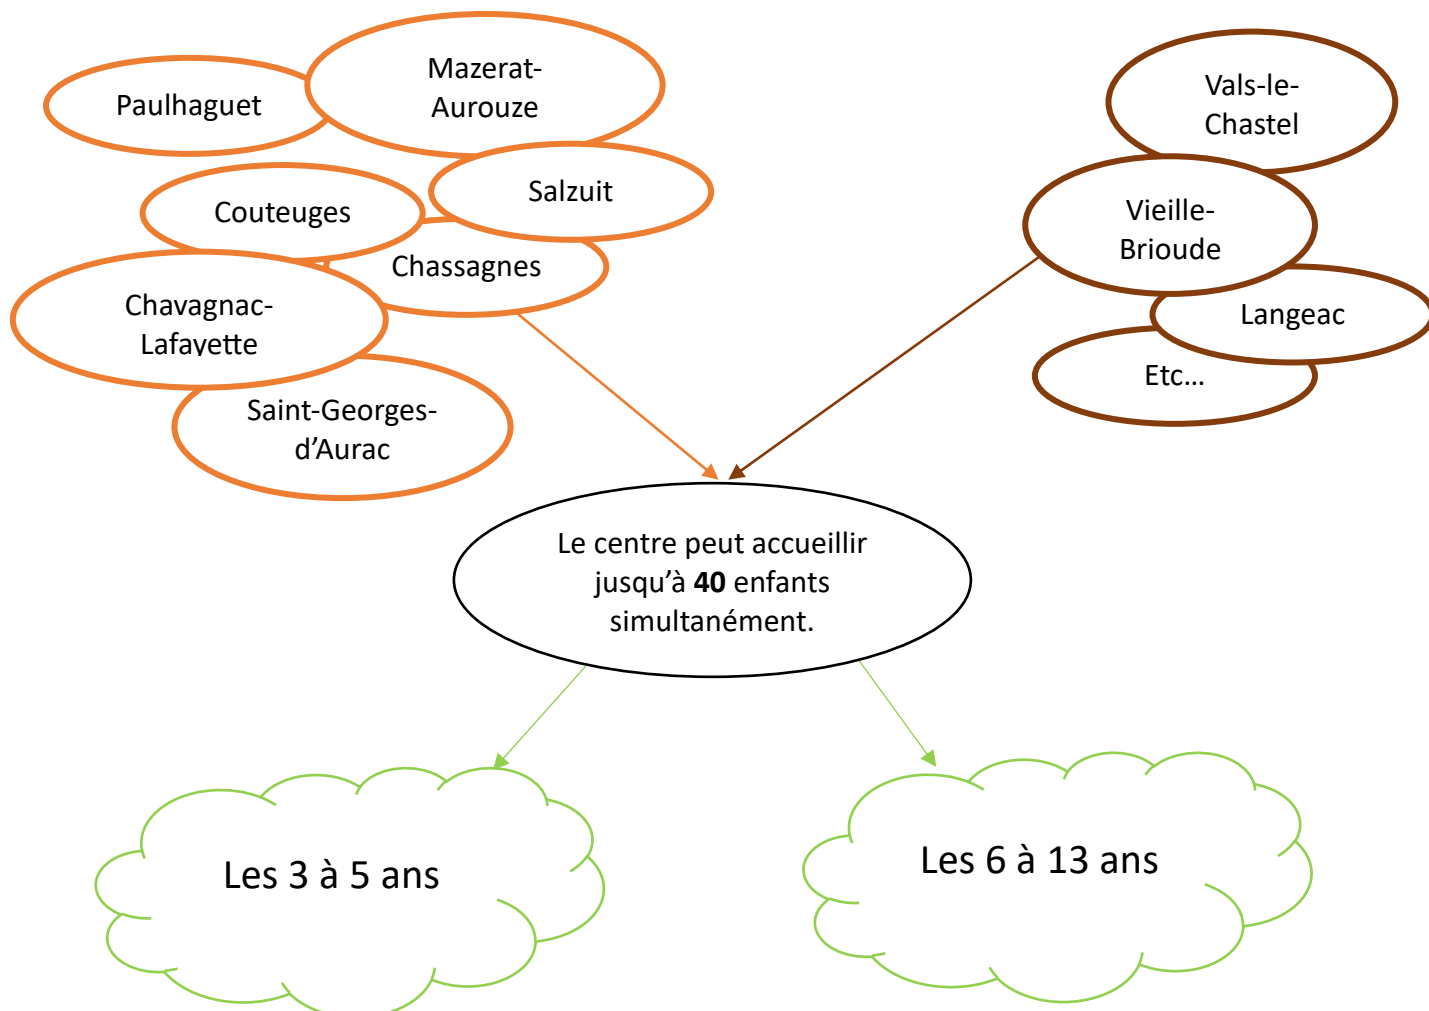 Paulhaguet
Mazerat-
Aurouze
Salzuit
Couteuges
Chassagnes
Chavagnac-
Lafayette
Saint-Georges-
d’Aurac
Vals-le-
Chastel
Vieille-
Brioude
Langeac
Etc…
Le centre peut accueillir
jusqu’à 40 enfants
simultanément.
Les 3 à 5 ans
Les 6 à 13 ans